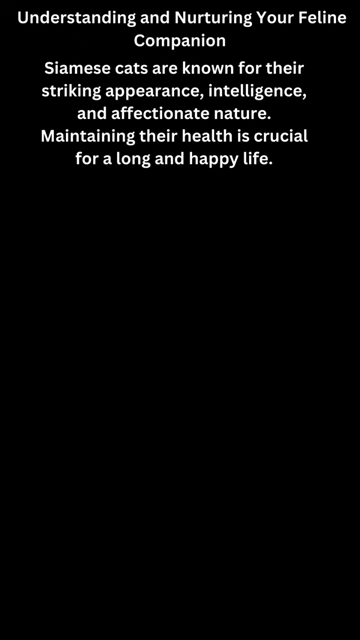 Understanding and Nurturing Your Feline
Companion
Siamese cats are known for their
striking appearance, intelligence,
and affectionate nature.
Maintaining their health is crucial
for a long and happy life.